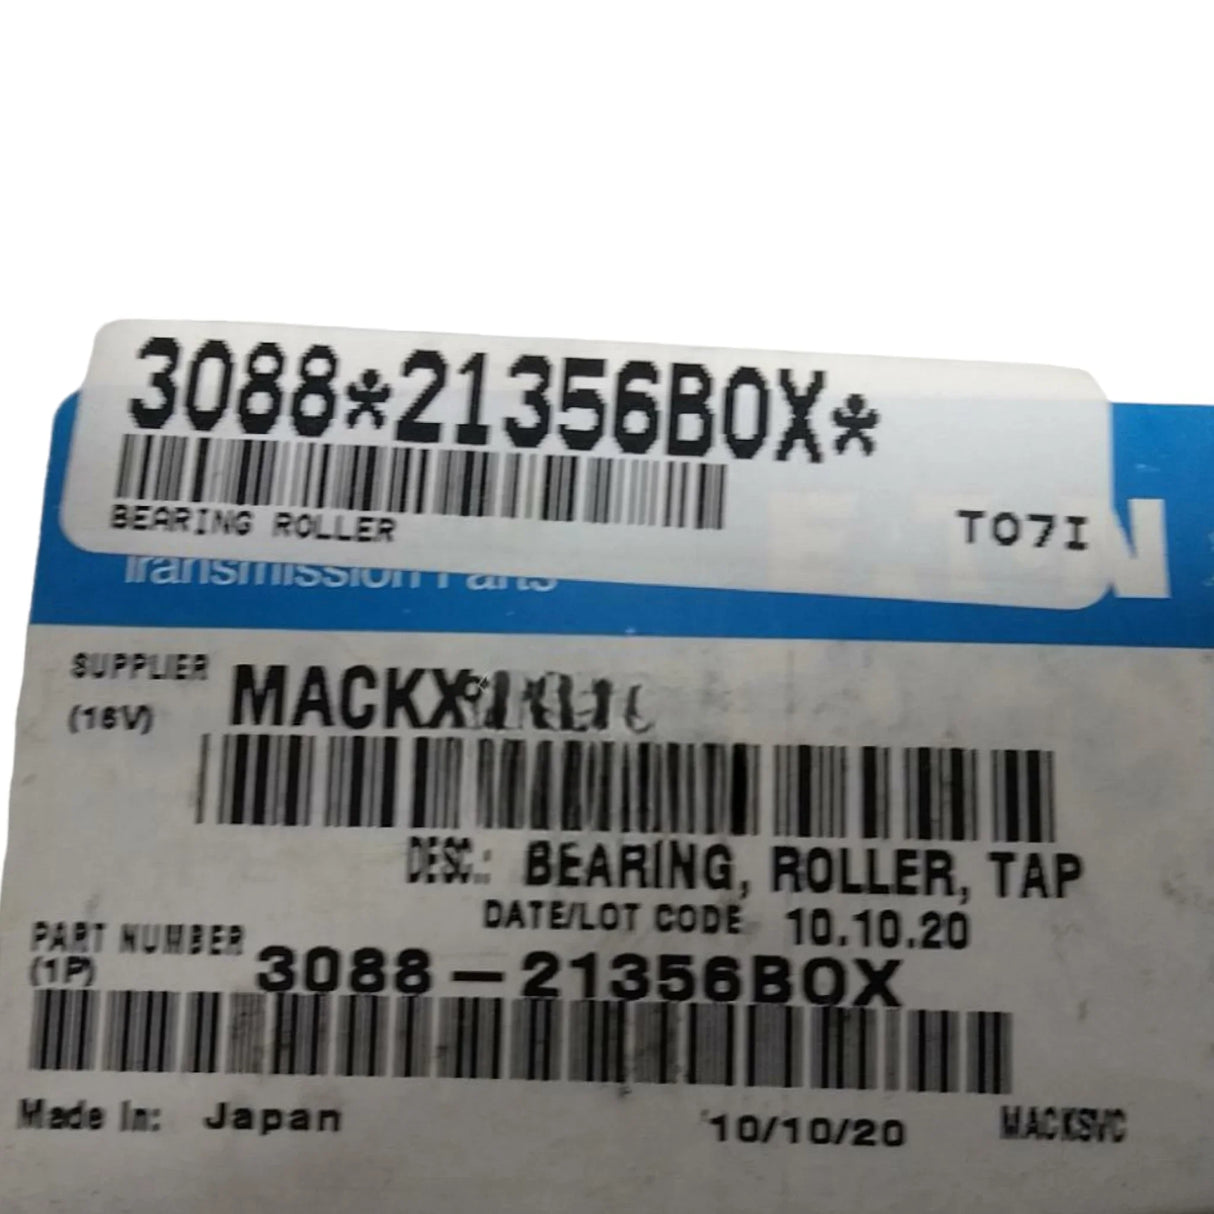 3088*21356BOX*
BEARING ROLLER T07I
Transmission Parts
SUPPLIER MACKX
(16V)
DESC.: BEARING, ROLLER, TAP
DATE/LOT CODE 10.10.20
PART NUMBER 3088-21356BOX
(1P)
Made In: Japan 10/10/20 MACKSVC